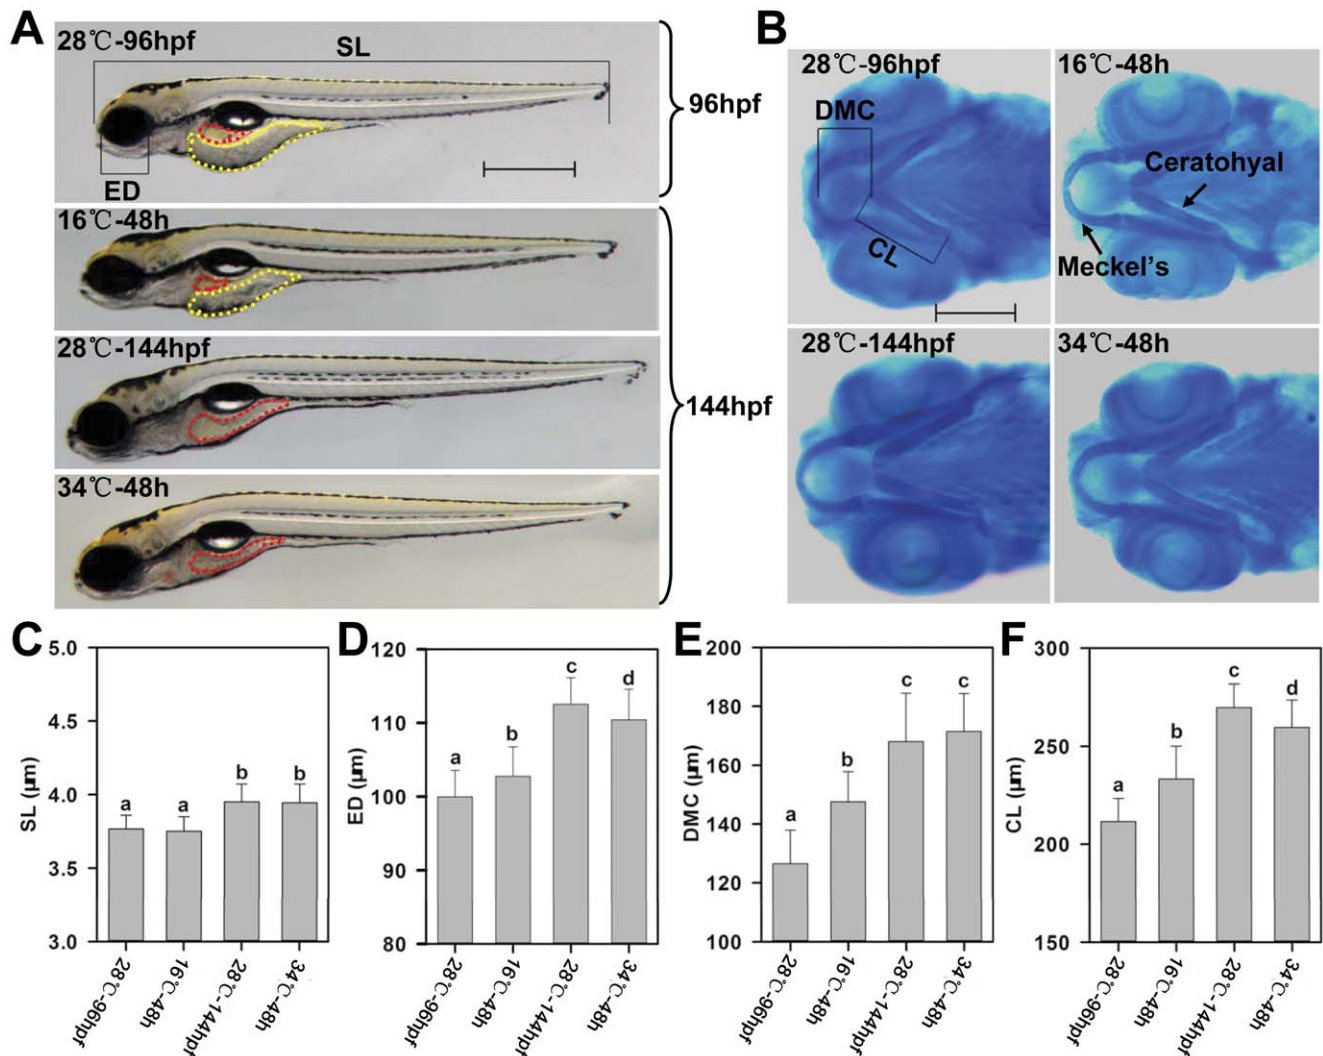 A
28℃-96hpf
SL
ED
96hpf
16℃-48h
28℃-144hpf
34℃-48h
144hpf
B
28℃-96hpf
DMC
CL
16℃-48h
Ceratohyal
Meckel's
28℃-144hpf
34℃-48h
C
SL (µm)
5.0
4.5
4.0
3.5
3.0
a
a
b
b
28℃-96hpf
16℃-48h
28℃-144hpf
34℃-48h
D
ED (µm)
120
110
100
90
80
a
b
c
d
28℃-96hpf
16℃-48h
28℃-144hpf
34℃-48h
E
DMC (µm)
200
180
160
140
120
100
a
b
c
c
28℃-96hpf
16℃-48h
28℃-144hpf
34℃-48h
F
CL (µm)
300
250
200
150
a
b
c
d
28℃-96hpf
16℃-48h
28℃-144hpf
34℃-48h